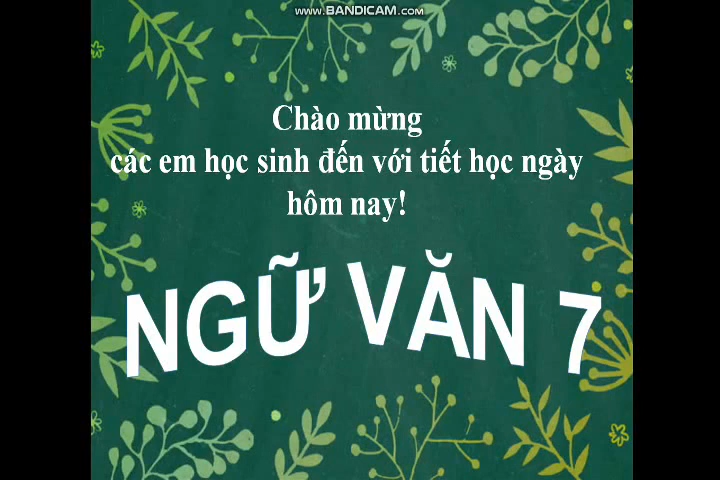 WWW.BANDICAM.COM
Chào mừng
các em học sinh đến với tiết học ngày
hôm nay!
NGỮ VĂN 7